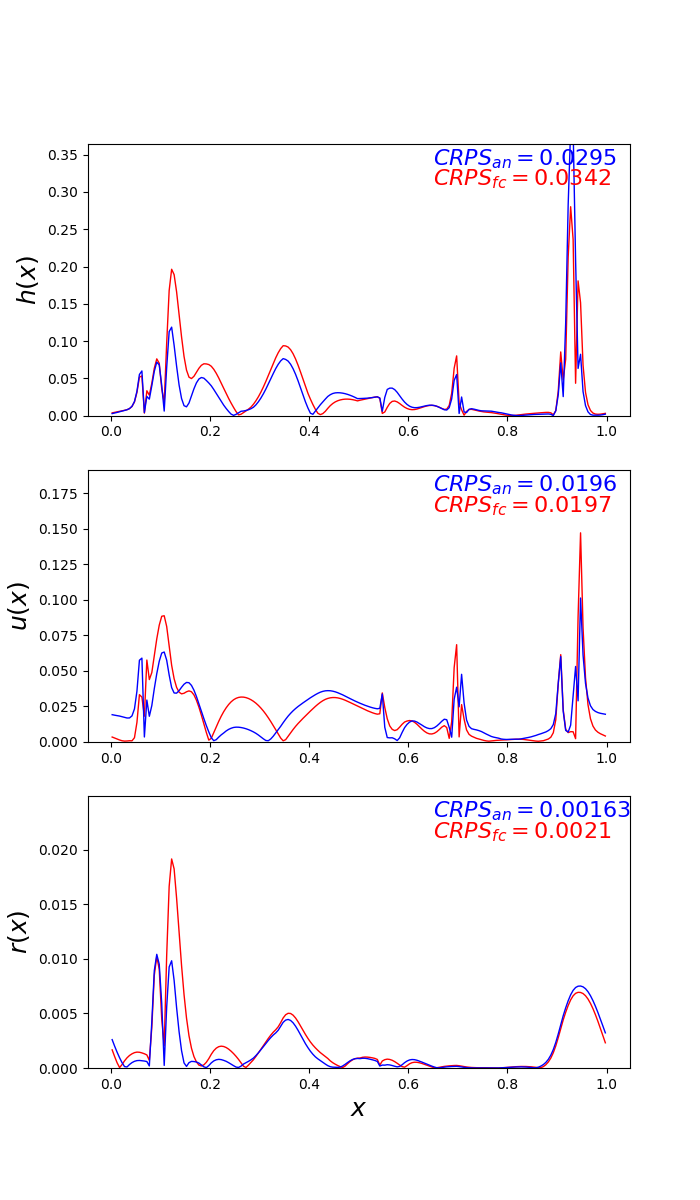 CRPS_an = 0.0295
CRPS_fc = 0.0342
0.35
0.30
0.25
0.20
0.15
0.10
0.05
0.00
h(x)
0.0 0.2 0.4 0.6 0.8 1.0
CRPS_an = 0.0196
CRPS_fc = 0.0197
0.175
0.150
0.125
0.100
0.075
0.050
0.025
0.000
u(x)
0.0 0.2 0.4 0.6 0.8 1.0
CRPS_an = 0.00163
CRPS_fc = 0.0021
0.020
0.015
0.010
0.005
0.000
r(x)
0.0 0.2 0.4 0.6 0.8 1.0
x